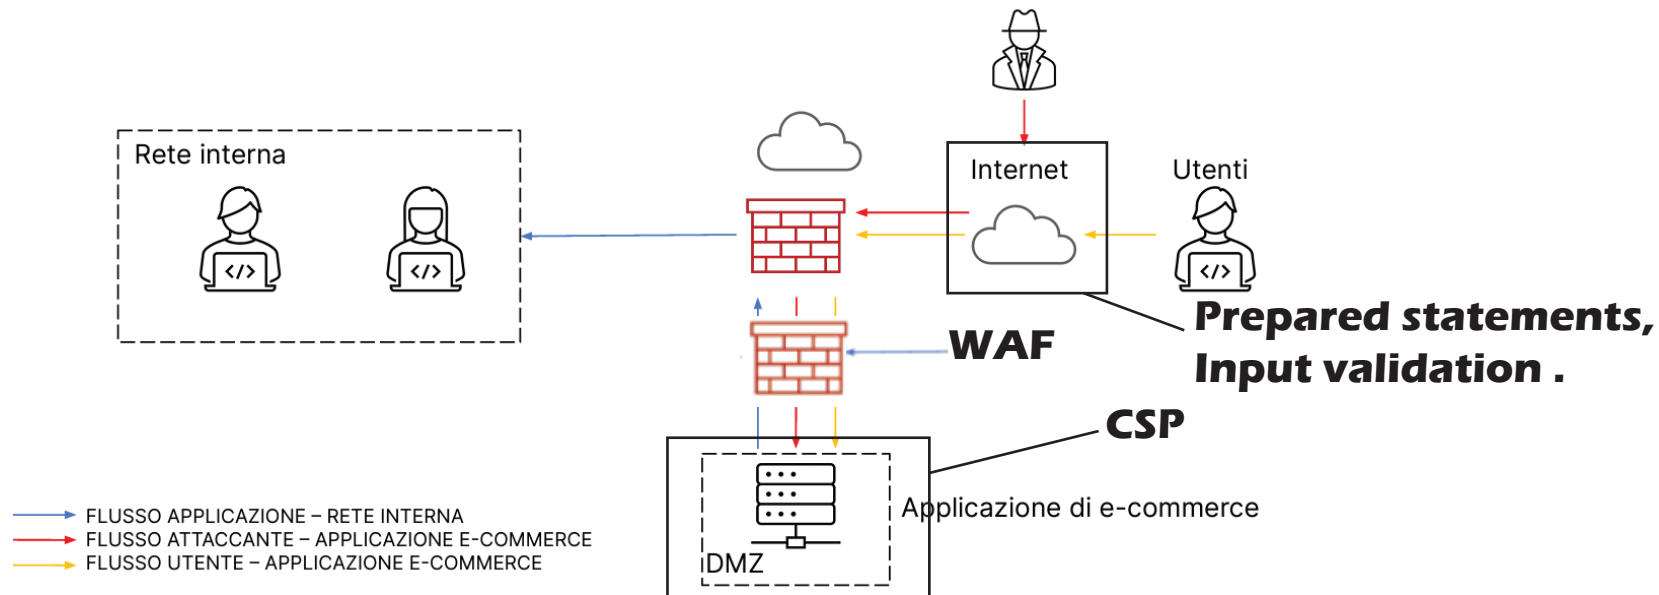 Rete interna
Internet
Utenti
</>
</>
</>
Prepared statements,
Input validation .
WAF
CSP
Applicazione di e-commerce
DMZ
FLUSSO APPLICAZIONE – RETE INTERNA
FLUSSO ATTACCANTE – APPLICAZIONE E-COMMERCE
FLUSSO UTENTE – APPLICAZIONE E-COMMERCE